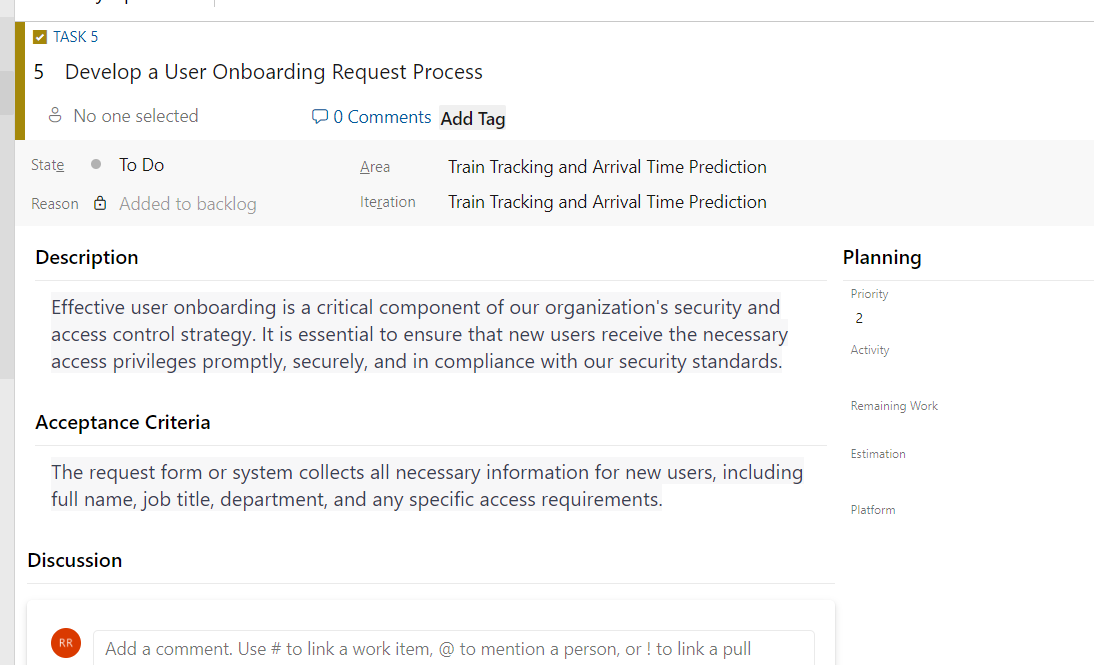 TASK 5
5 Develop a User Onboarding Request Process
No one selected
0 Comments
Add Tag
State
To Do
Area
Train Tracking and Arrival Time Prediction
Reason
Added to backlog
Iteration
Train Tracking and Arrival Time Prediction
Description
Effective user onboarding is a critical component of our organization's security and
access control strategy. It is essential to ensure that new users receive the necessary
access privileges promptly, securely, and in compliance with our security standards.
Acceptance Criteria
The request form or system collects all necessary information for new users, including
full name, job title, department, and any specific access requirements.
Discussion
RR
Add a comment. Use # to link a work item, @ to mention a person, or ! to link a pull
Planning
Priority
2
Activity
Remaining Work
Estimation
Platform